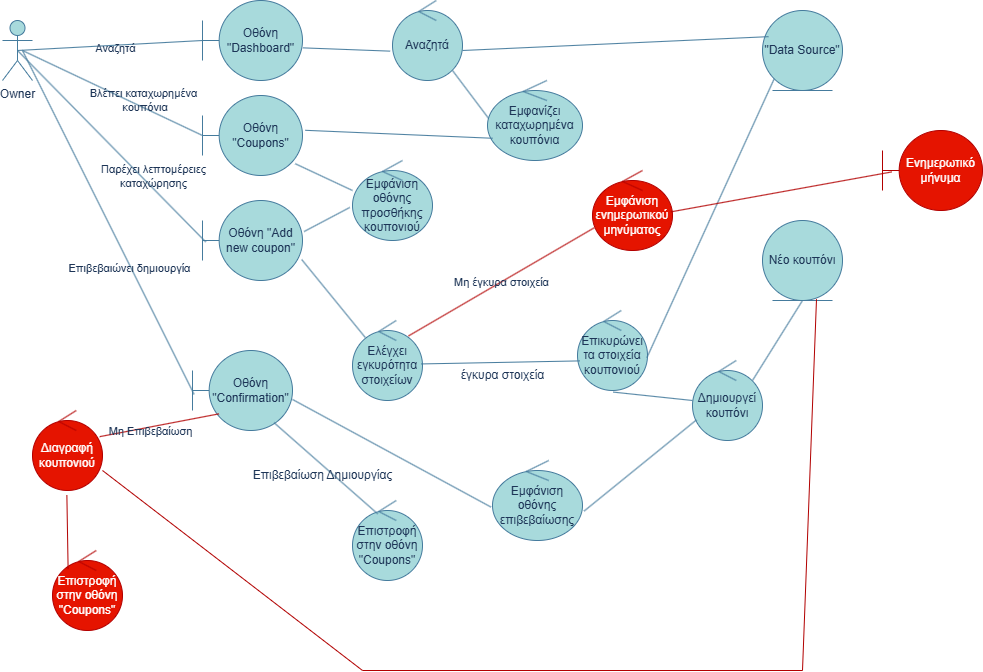 Owner
Αναζητά
Οθόνη
"Dashboard"
Αναζητά
"Data Source"
Βλέπει καταχωρημένα
κουπόνια
Οθόνη
"Coupons"
Εμφανίζει
καταχωρημένα
κουπόνια
Ενημερωτικό
μήνυμα
Παρέχει λεπτομέρειες
καταχώρησης
Εμφάνιση
οθόνης
προσθήκης
κουπονιού
Εμφάνιση
ενημερωτικού
μηνύματος
Οθόνη "Add
new coupon"
Νέο κουπόνι
Επιβεβαιώνει δημιουργία
Μη έγκυρα στοιχεία
Ελέγχει
εγκυρότητα
στοιχείων
έγκυρα στοιχεία
Επικυρώνει
τα στοιχεία
κουπονιού
Οθόνη
"Confirmation"
Δημιουργεί
κουπόνι
Μη Επιβεβαίωση
Διαγραφή
κουπονιού
Επιβεβαίωση Δημιουργίας
Εμφάνιση
οθόνης
επιβεβαίωσης
Επιστροφή
στην οθόνη
"Coupons"
Επιστροφή
στην οθόνη
"Coupons"